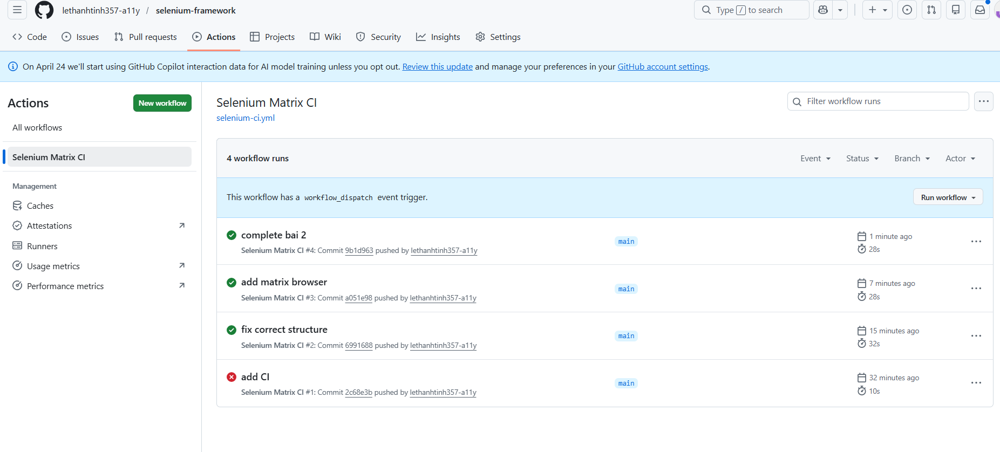 lethanhtinh357-a11y / selenium-framework
Type / to search
Code
Issues
Pull requests
Actions
Projects
Wiki
Security
Insights
Settings
On April 24 we'll start using GitHub Copilot interaction data for AI model training unless you opt out. Review this update and manage your preferences in your GitHub account settings.
Actions
New workflow
All workflows
Selenium Matrix CI
Management
Caches
Attestations
Runners
Usage metrics
Performance metrics
Selenium Matrix CI
selenium-ci.yml
Filter workflow runs
4 workflow runs
Event
Status
Branch
Actor
This workflow has a workflow_dispatch event trigger.
Run workflow
complete bai 2
Selenium Matrix CI #4: Commit 9b1d963 pushed by lethanhtinh357-a11y
main
1 minute ago
28s
add matrix browser
Selenium Matrix CI #3: Commit a051e98 pushed by lethanhtinh357-a11y
main
7 minutes ago
28s
fix correct structure
Selenium Matrix CI #2: Commit 6991688 pushed by lethanhtinh357-a11y
main
15 minutes ago
32s
add CI
Selenium Matrix CI #1: Commit 2c68e3b pushed by lethanhtinh357-a11y
main
32 minutes ago
10s